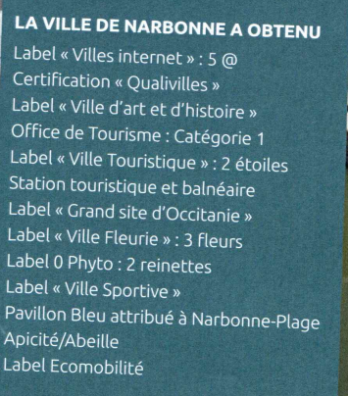 LA VILLE DE NARBONNE A OBTENU
Label « Villes internet » : 5 @
Certification « Qualivilles »
Label « Ville d’art et d’histoire »
Office de Tourisme : Catégorie 1
Label « Ville Touristique » : 2 étoiles
Station touristique et balnéaire
Label « Grand site d’Occitanie »
Label « Ville Fleurie » : 3 fleurs
Label 0 Phyto : 2 reinettes
Label « Ville Sportive »
Pavillon Bleu attribué à Narbonne-Plage
Apicité/Abeille
Label Ecomobilité